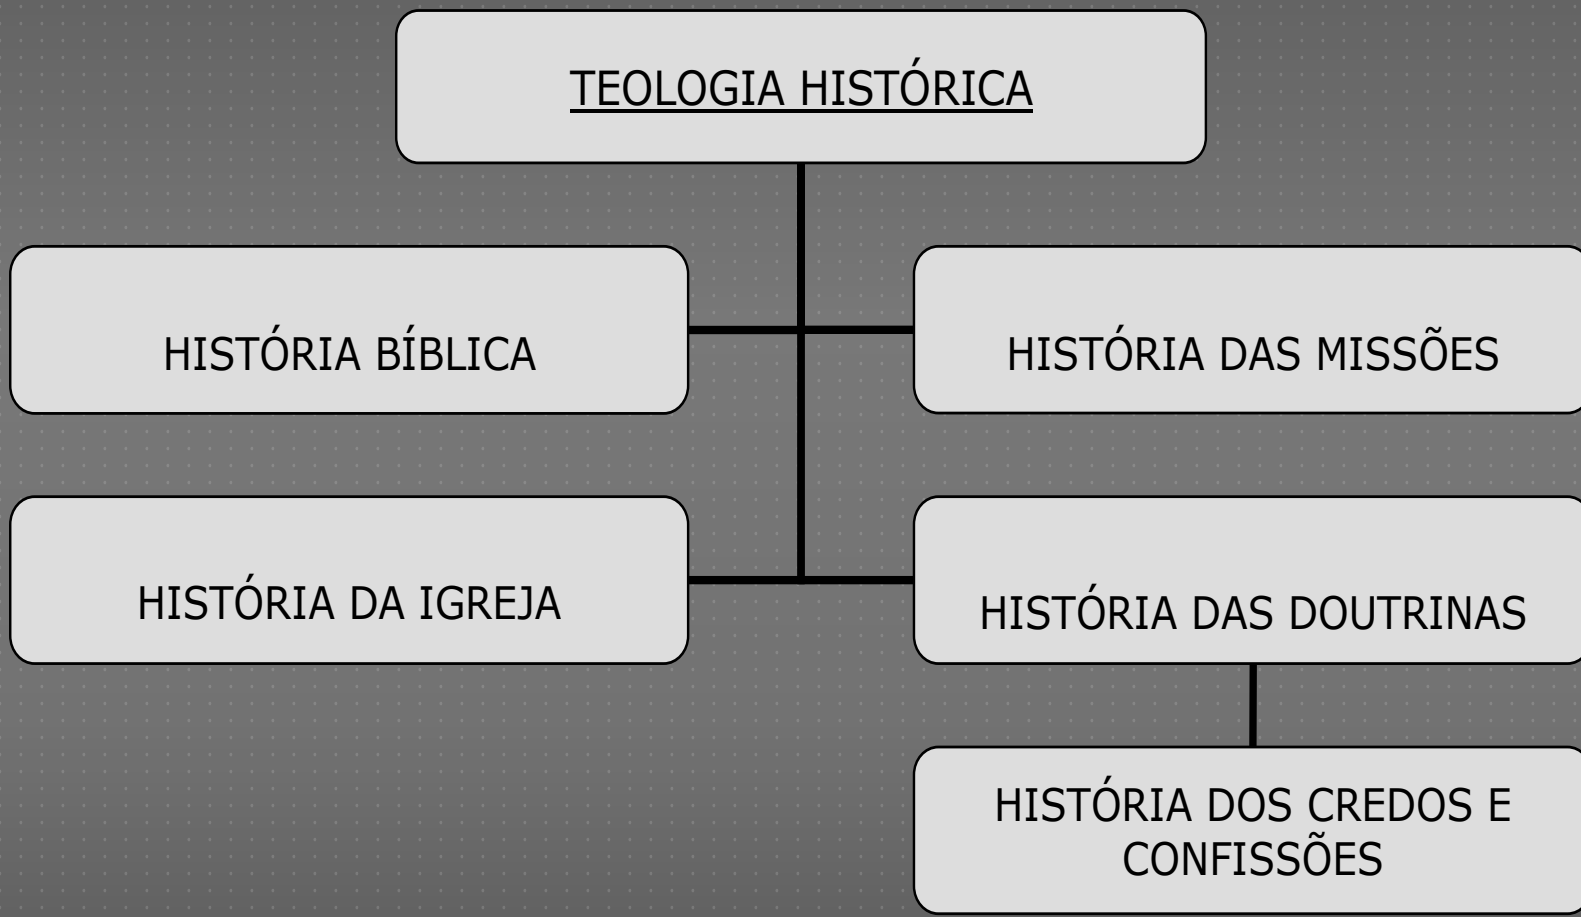 TEOLOGIA HISTÓRICA
HISTÓRIA BÍBLICA
HISTÓRIA DAS MISSÕES
HISTÓRIA DA IGREJA
HISTÓRIA DAS DOUTRINAS
HISTÓRIA DOS CREDOS E
CONFISSÕES